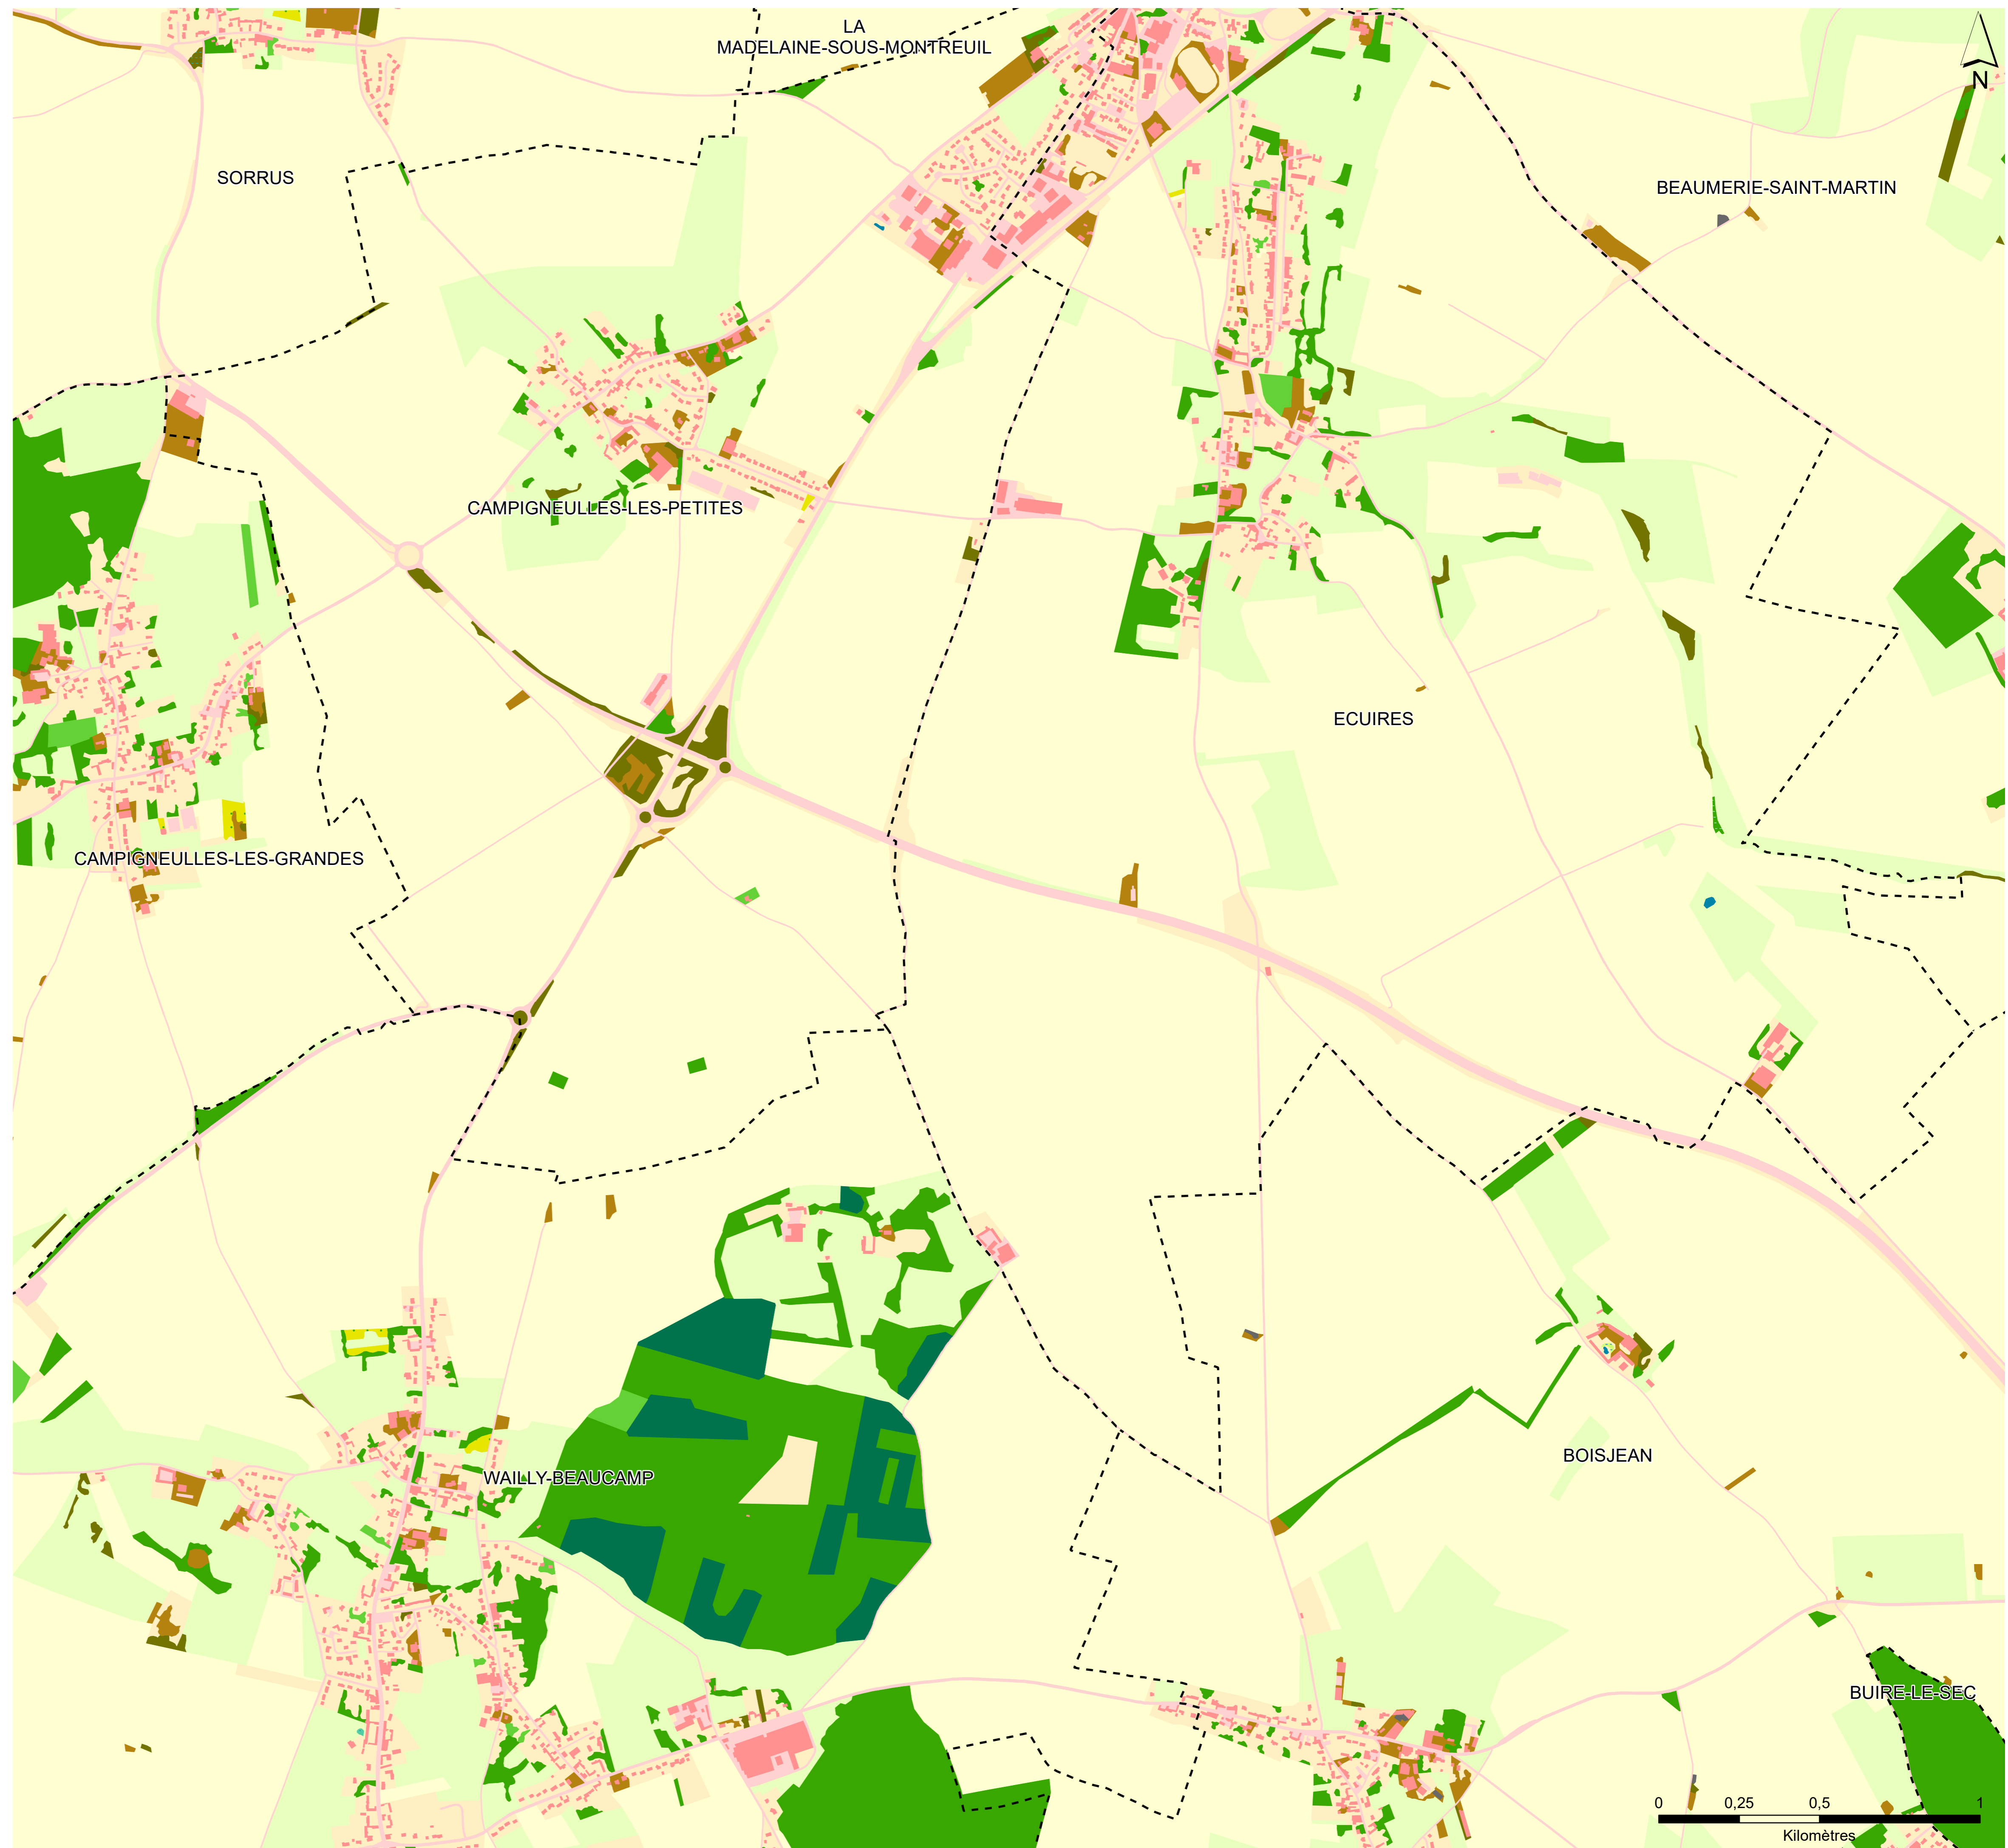 LA
MADELAINE-SOUS-MONTREUIL
N
SORRUS
BEAUMERIE-SAINT-MARTIN
CAMPIGNEULLES-LES-PETITES
ECUIRES
CAMPIGNEULLES-LES-GRANDES
BOISJEAN
WAILLY-BEAUCAMP
BUIRE-LE-SEC
0 0,25 0,5 1
Kilomètres